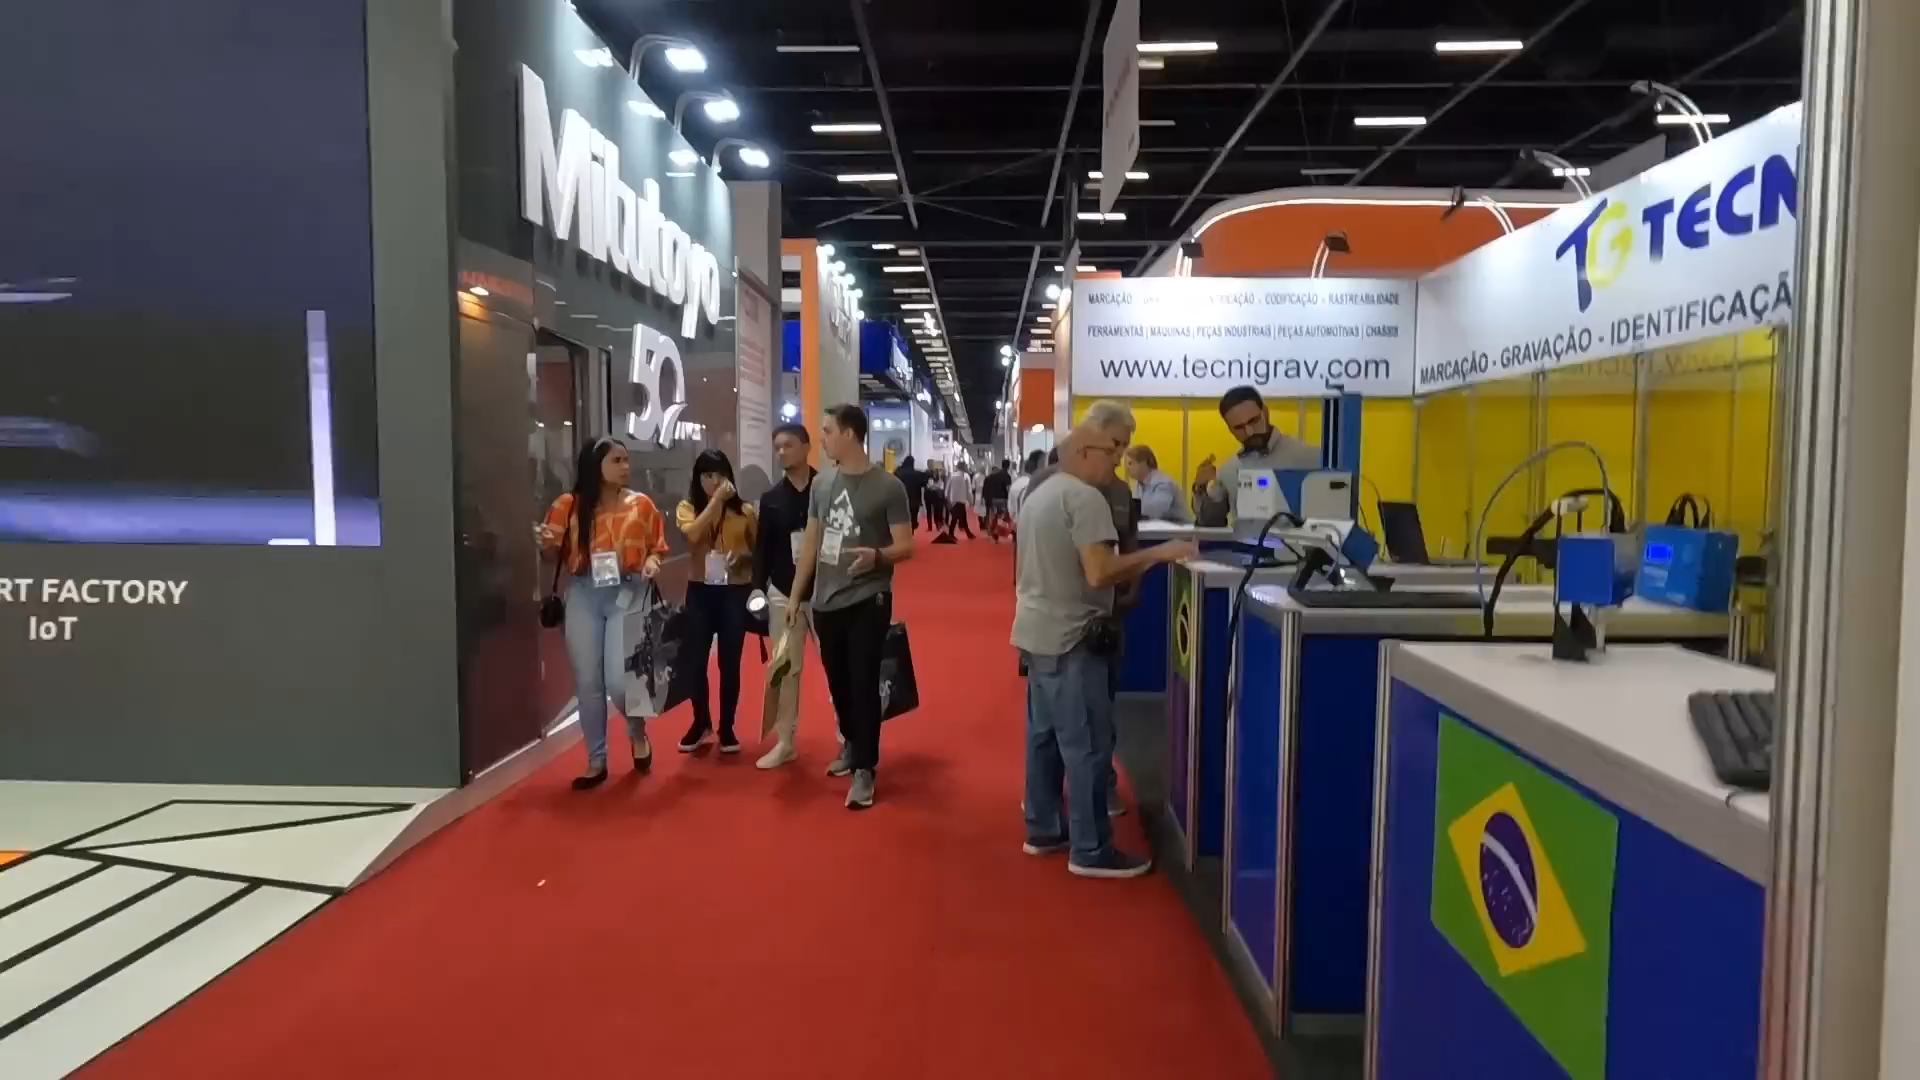 RT FACTORY
IoT
Mitutoyo
50
MARCAÇÃO
CODIFICAÇÃO - RASTREABILIDADE
FERRAMENTAS | MÁQUINAS | PEÇAS INDUSTRIAIS | PEÇAS AUTOMOTIVAS | CHASSIS
www.tecnigrav.com
TG TECN
MARCAÇÃO - GRAVAÇÃO - IDENTIFICAÇÃ